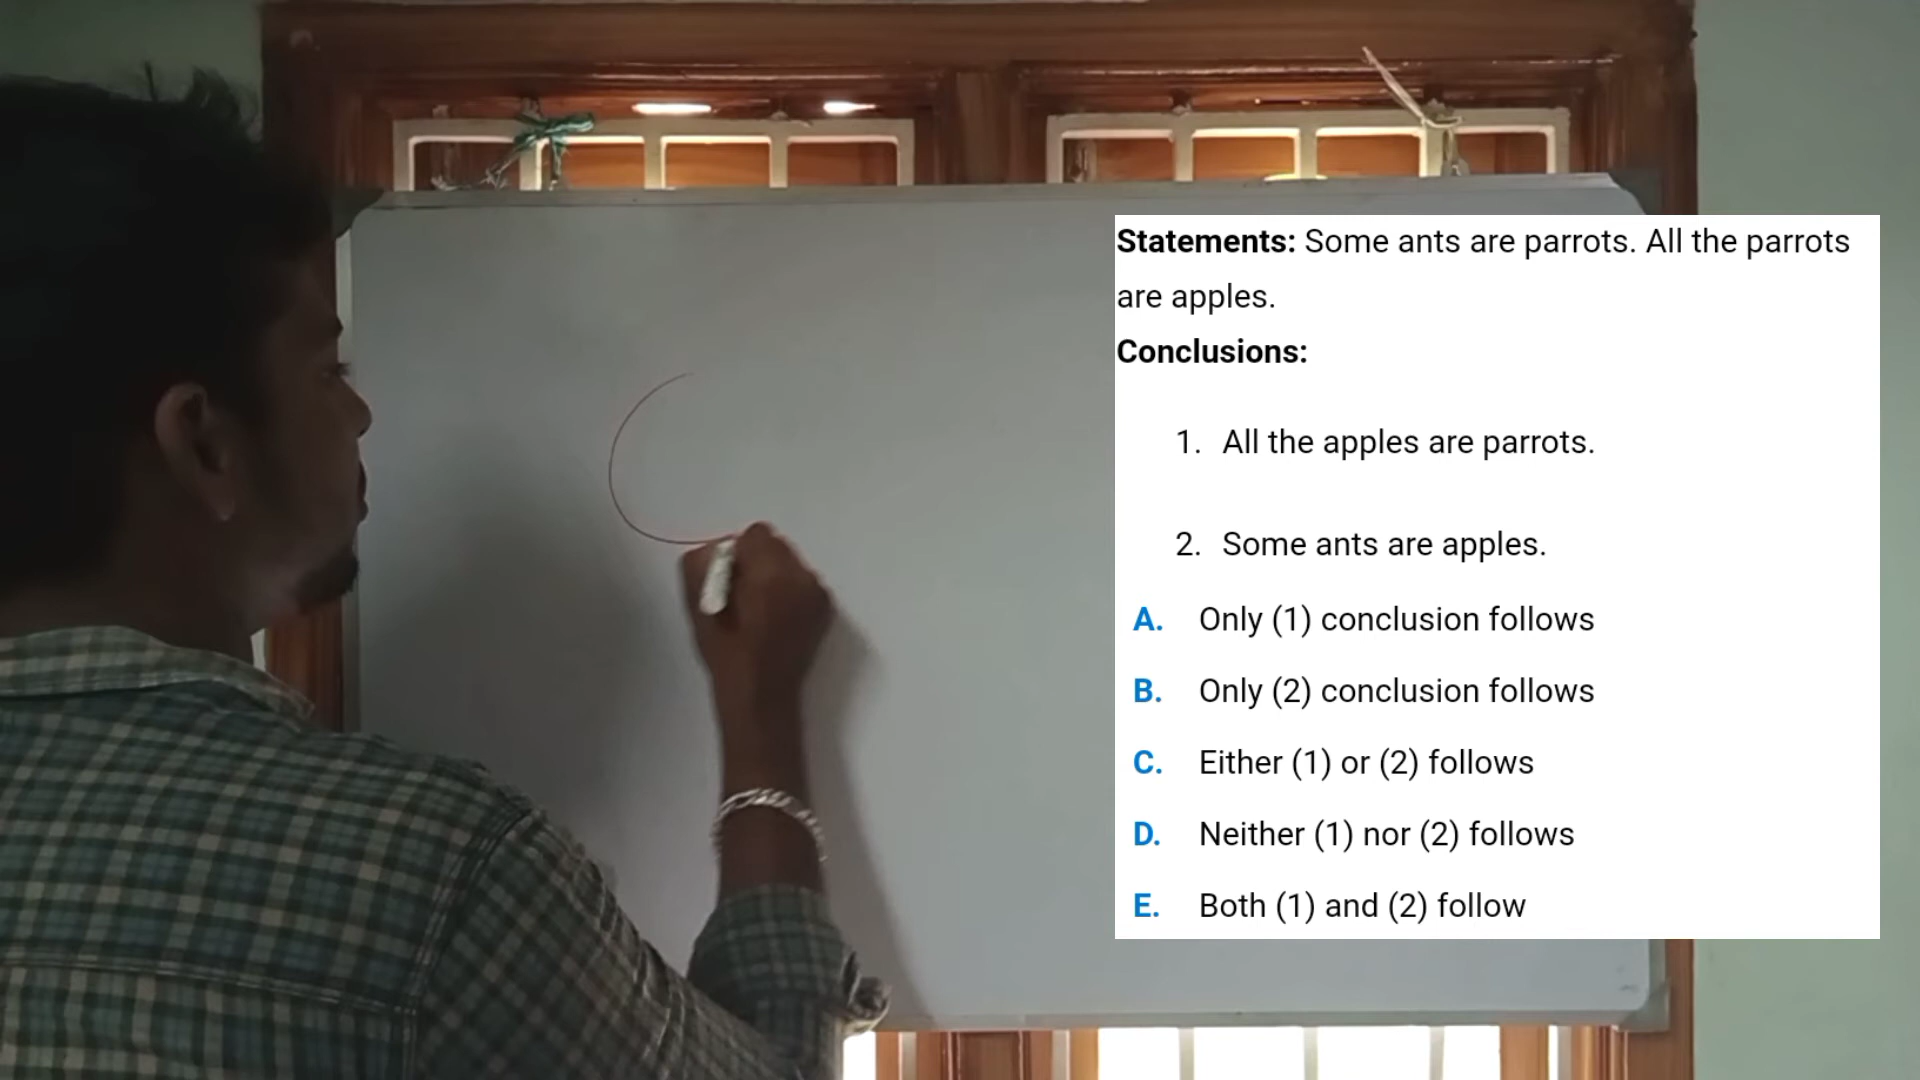 Statements: Some ants are parrots. All the parrots
are apples.
Conclusions:
1. All the apples are parrots.
2. Some ants are apples.
A. Only (1) conclusion follows
B. Only (2) conclusion follows
C. Either (1) or (2) follows
D. Neither (1) nor (2) follows
E. Both (1) and (2) follow